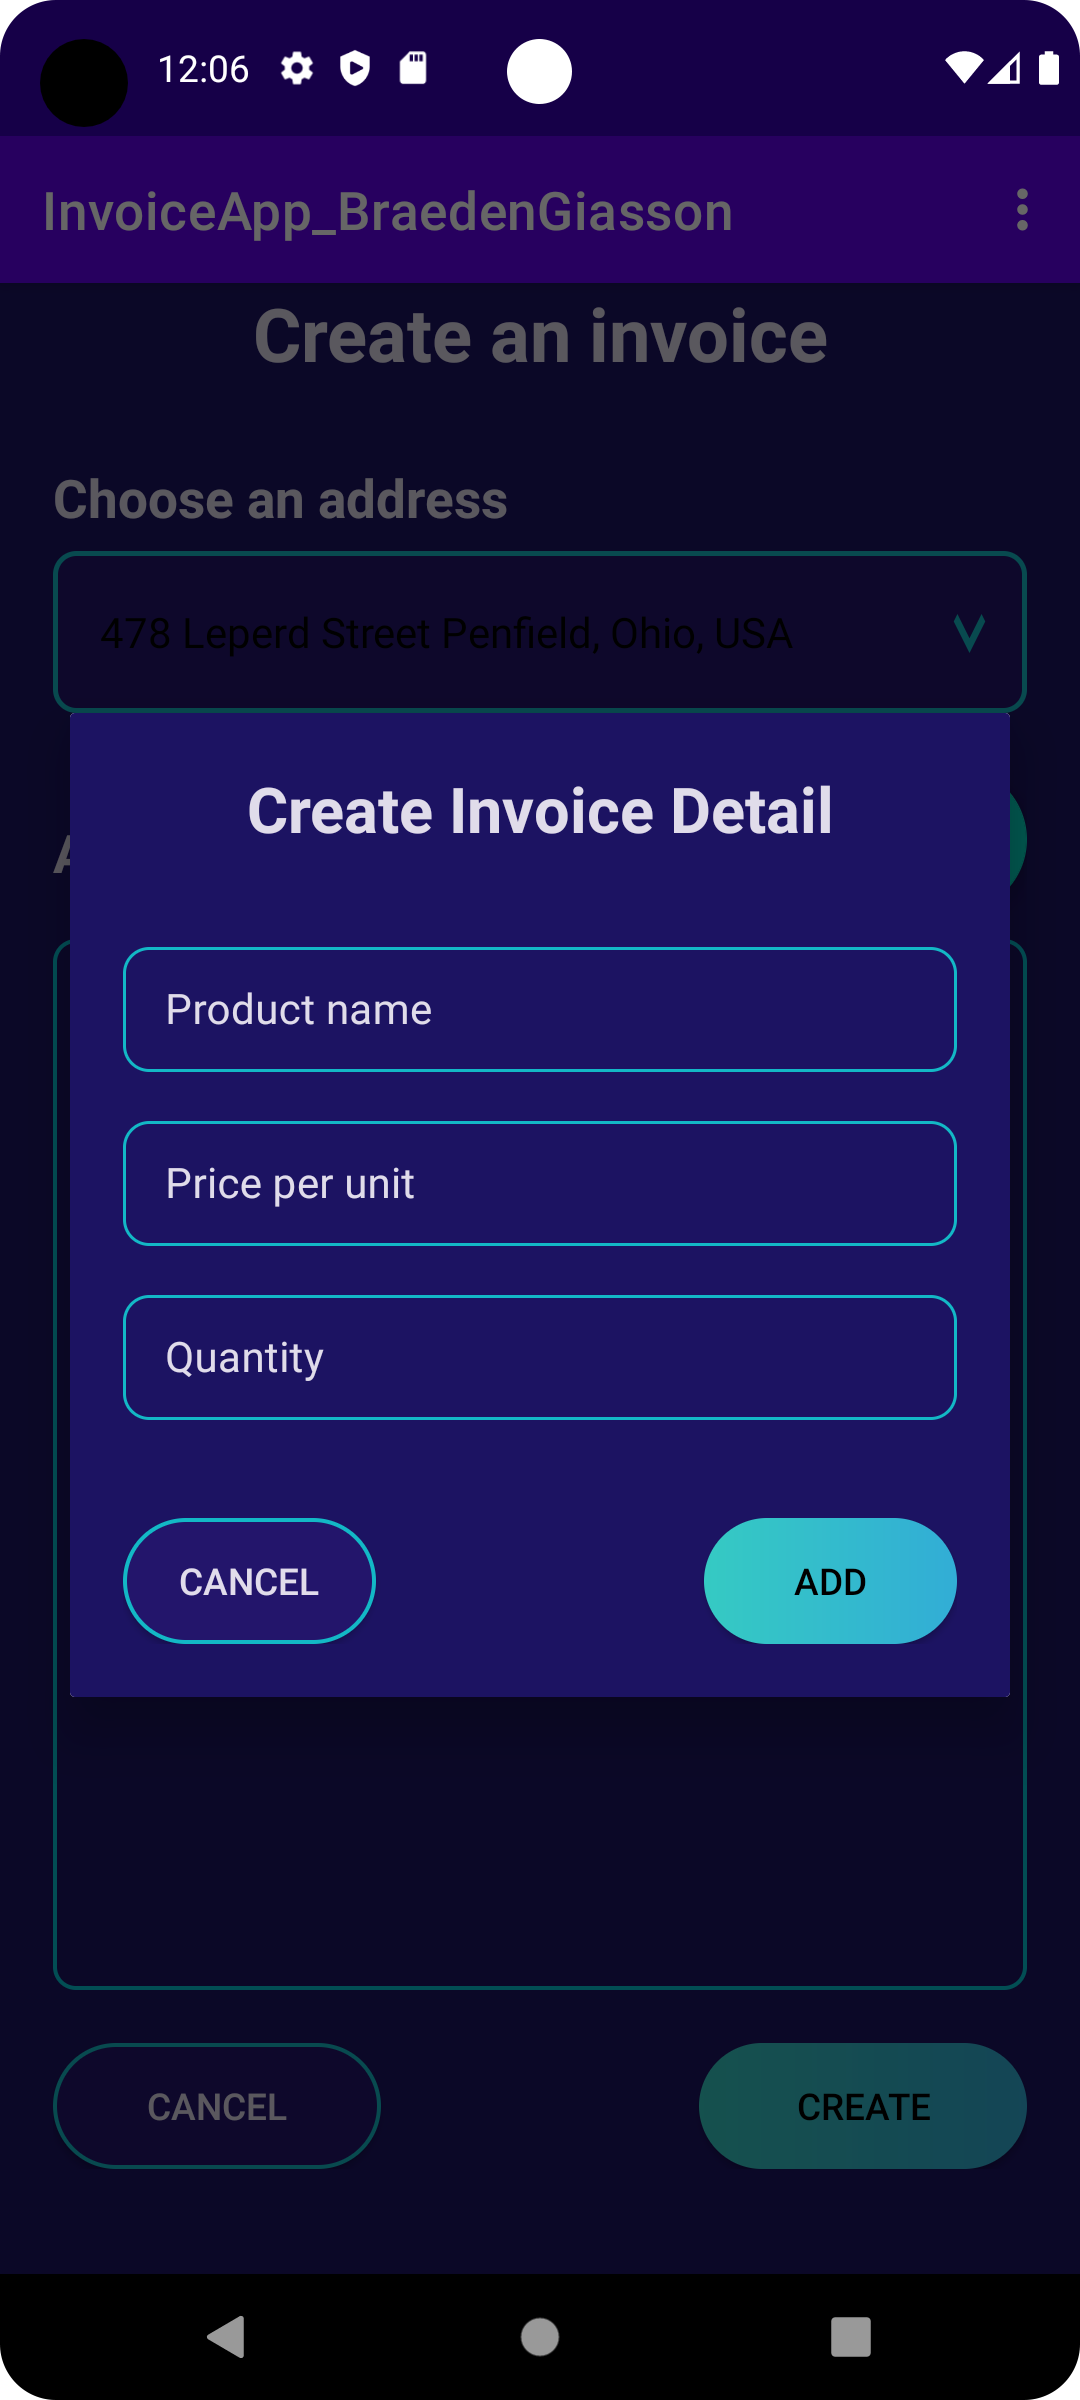 12:06
InvoiceApp_BraedenGiasson
Create an invoice
Choose an address
478 Leperd Street Penfield, Ohio, USA
Create Invoice Detail
Product name
Price per unit
Quantity
CANCEL ADD
CANCEL CREATE